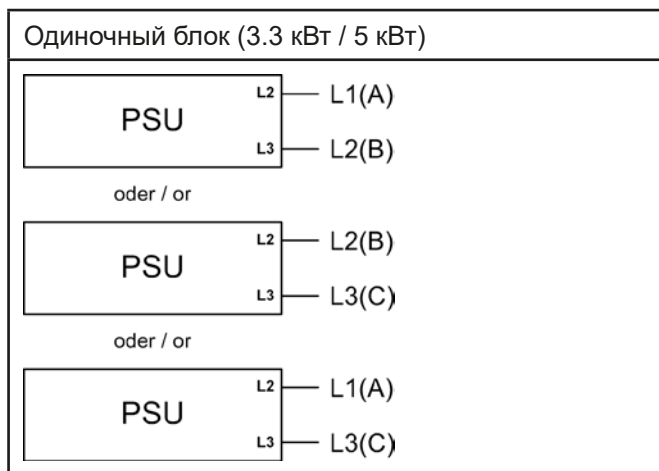 Одиночный блок (3.3 кВт / 5 кВт)
L2 L1(A)
PSU
L3 L2(B)
oder / or
L2 L2(B)
PSU
L3 L3(C)
oder / or
L2 L1(A)
PSU
L3 L3(C)